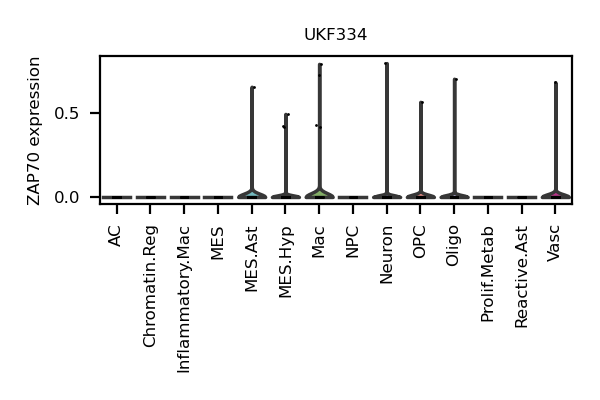 UKF334
ZAP70 expression
0.5
0.0
AC
Chromatin.Reg
Inflammatory.Mac
MES
MES.Ast
MES.Hyp
Mac
NPC
Neuron
OPC
Oligo
Prolif.Metab
Reactive.Ast
Vasc